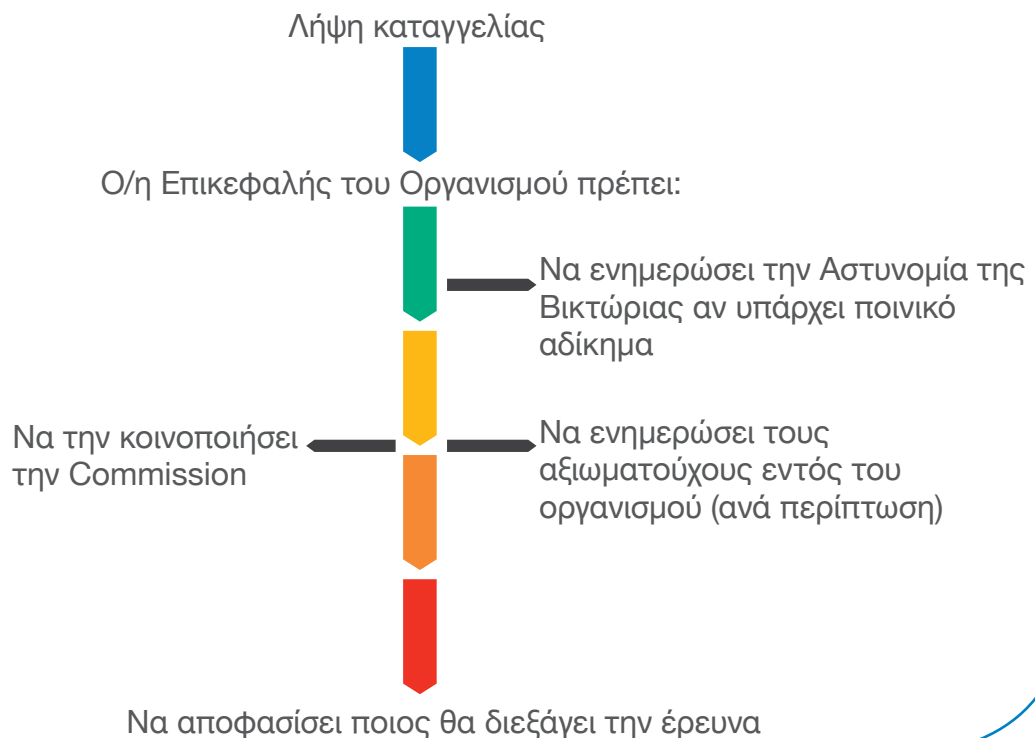 Λήψη καταγγελίας
Ο/η Επικεφαλής του Οργανισμού πρέπει:
Να ενημερώσει την Αστυνομία της
Βικτώριας αν υπάρχει ποινικό
αδίκημα
Να την κοινοποιήσει
την Commission
Να ενημερώσει τους
αξιωματούχους εντός του
οργανισμού (ανά περίπτωση)
Να αποφασίσει ποιος θα διεξάγει την έρευνα